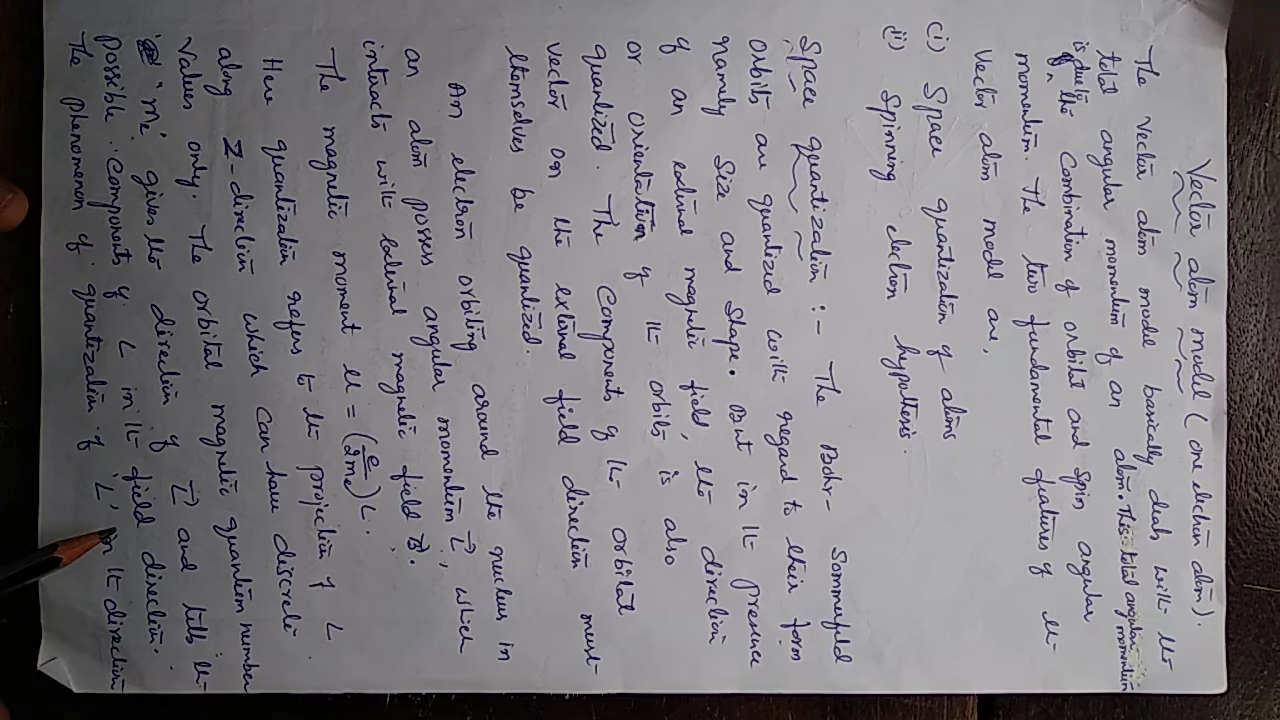 Vector atom model (one electron atom).
The vector atom model basically deals with the
total angular momentum of an atom. This total angular momentum
is due to the combination of orbital and spin angular
momentum. The two fundamental features of the
vector atom model are,
(i) Space quantization of atoms
(ii) Spinning electron hypothesis.
Space quantization :- The Bohr-Sommerfeld
orbits are quantized with regard to their form
namely size and shape. But in the presence
of an external magnetic field, the direction
or orientation of the orbits is also
quantized. The components of the orbital
vector on the external field direction must
themselves be quantized.
An electron orbiting around the nucleus in
an atom posses angular momentum L, which
interacts with external magnetic field B.
The magnetic moment μ = (e/2me) L.
Here quantization refers to the projection of L
along Z-direction which can have discrete
values only. The orbital magnetic quantum number
"ml" gives the direction of L and tells the
possible components of L in the field direction.
The phenomenon of quantization of L, in the direction